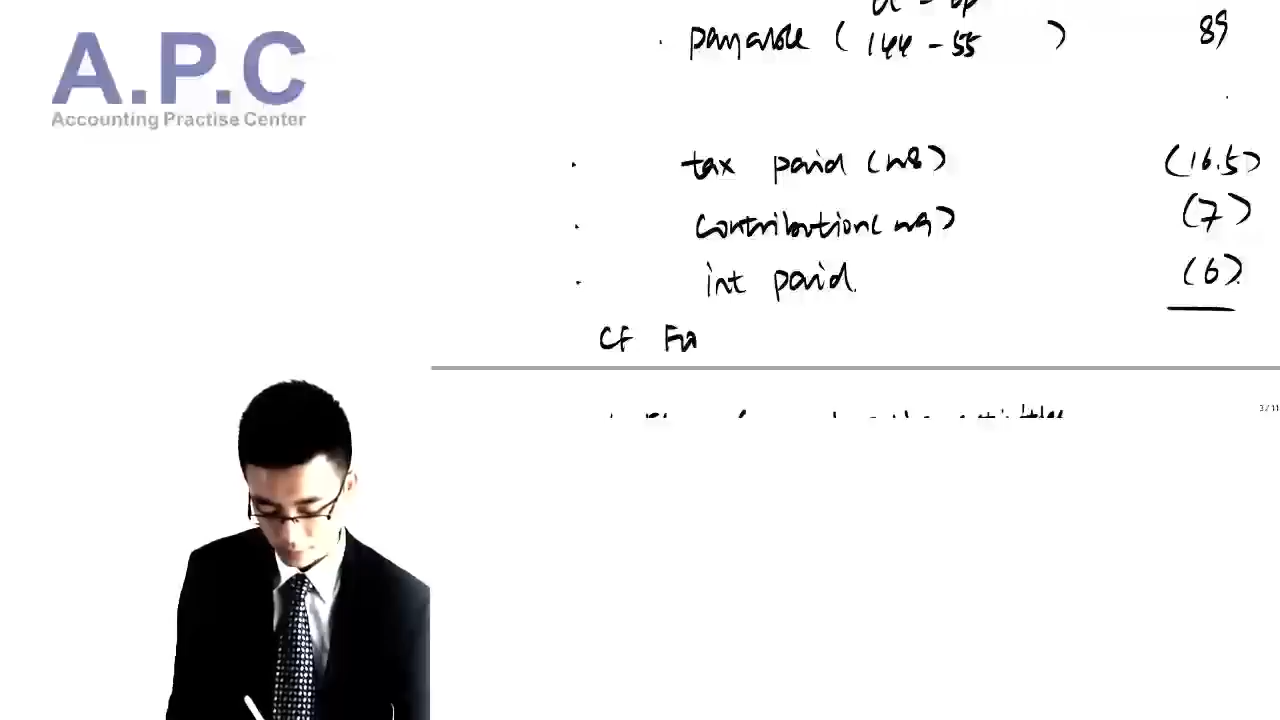 A.P.C
Accounting Practise Center
payable ( 144 - 55 ) 89
tax paid (w8) (16.5)
contribution (w9) (7)
int paid. (6)
CF Fm